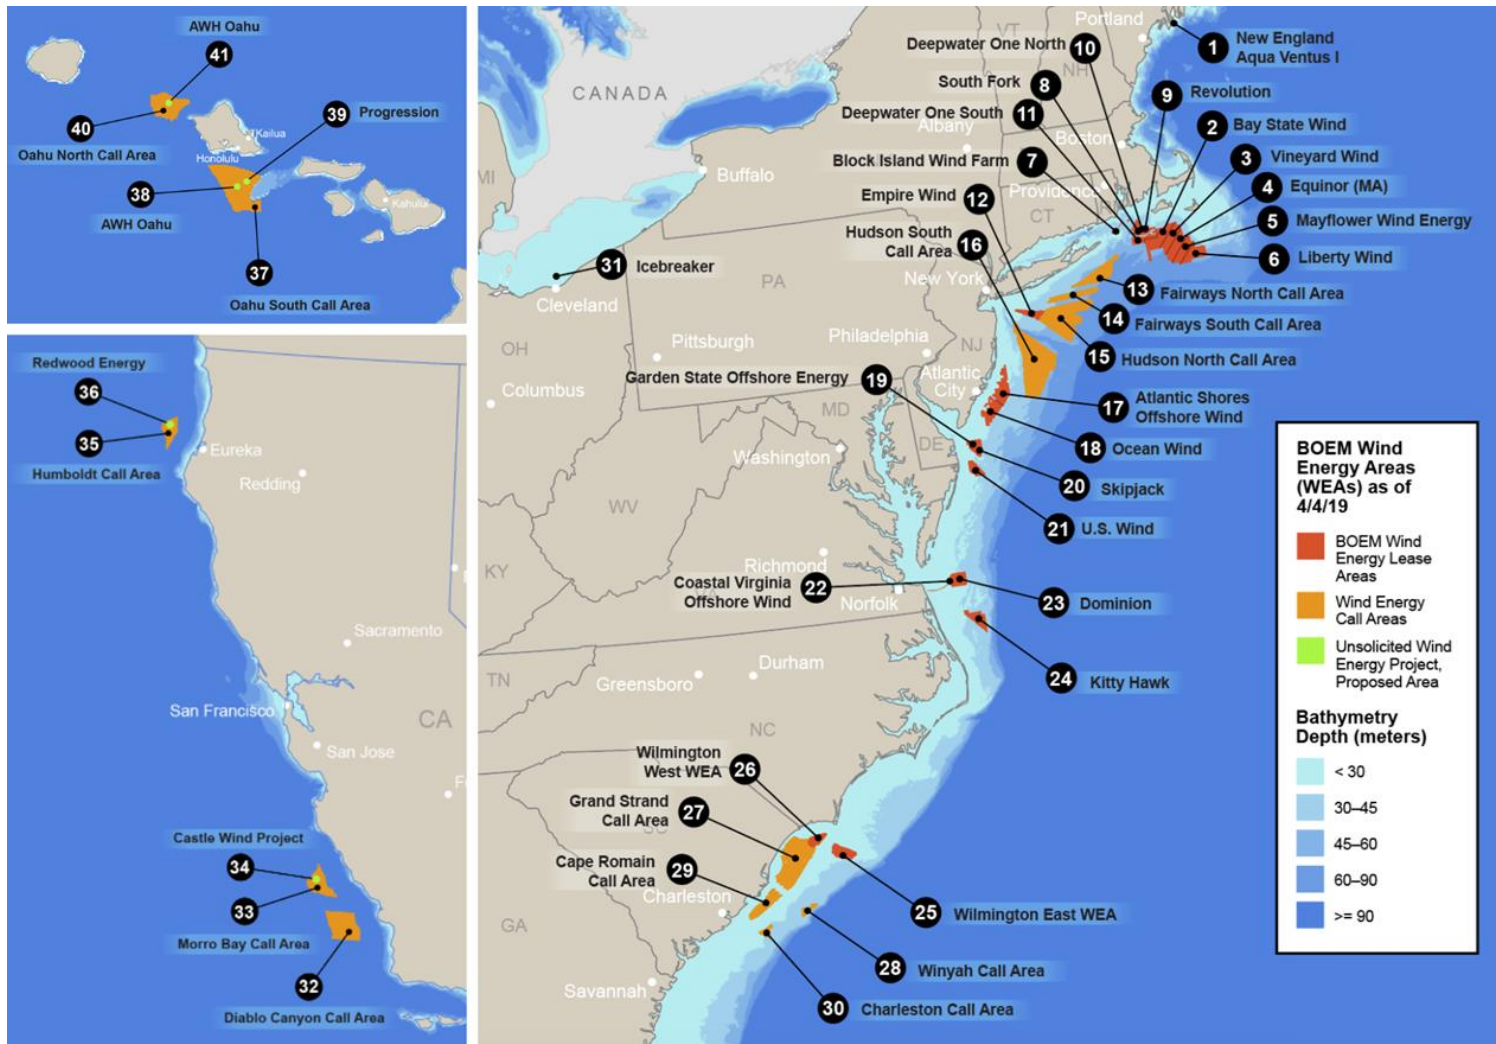 AWH Oahu
41
39
Progression
40
Kailua
Oahu North Call Area
Honolulu
38
Kahului
AWH Oahu
37
Oahu South Call Area
Redwood Energy
36
35
Eureka
Humboldt Call Area
Redding
Sacramento
San Francisco
CA
San Jose
F
Castle Wind Project
34
33
Morro Bay Call Area
32
Diablo Canyon Call Area
Portland
VT
1
New England
Aqua Ventus I
Deepwater One North
10
NH
South Fork
8
CANADA
9
Revolution
Deepwater One South
11
Albany
Boston
2
Bay State Wind
MI
Block Island Wind Farm
7
3
Vineyard Wind
Buffalo
Providence
4
Equinor (MA)
Empire Wind
12
CT
5
Mayflower Wind Energy
Hudson South
Call Area
16
6
Liberty Wind
31
Icebreaker
PA
New York
13
Fairways North Call Area
Cleveland
14
Fairways South Call Area
OH
Pittsburgh
Philadelphia
NJ
15
Hudson North Call Area
Garden State Offshore Energy
19
Atlantic
City
Columbus
MD
17
Atlantic Shores
Offshore Wind
DE
18
Ocean Wind
Washington
20
Skipjack
WV
21
U.S. Wind
Richmond
KY
Coastal Virginia
Offshore Wind
22
VA
Norfolk
23
Dominion
TN
Durham
Greensboro
24
Kitty Hawk
NC
Wilmington
West WEA
26
Grand Strand
Call Area
27
SC
Cape Romain
Call Area
29
Charleston
25
Wilmington East WEA
GA
28
Winyah Call Area
Savannah
30
Charleston Call Area
BOEM Wind
Energy Areas
(WEAs) as of
4/4/19
BOEM Wind
Energy Lease
Areas
Wind Energy
Call Areas
Unsolicited Wind
Energy Project,
Proposed Area
Bathymetry
Depth (meters)
< 30
30–45
45–60
60–90
>= 90